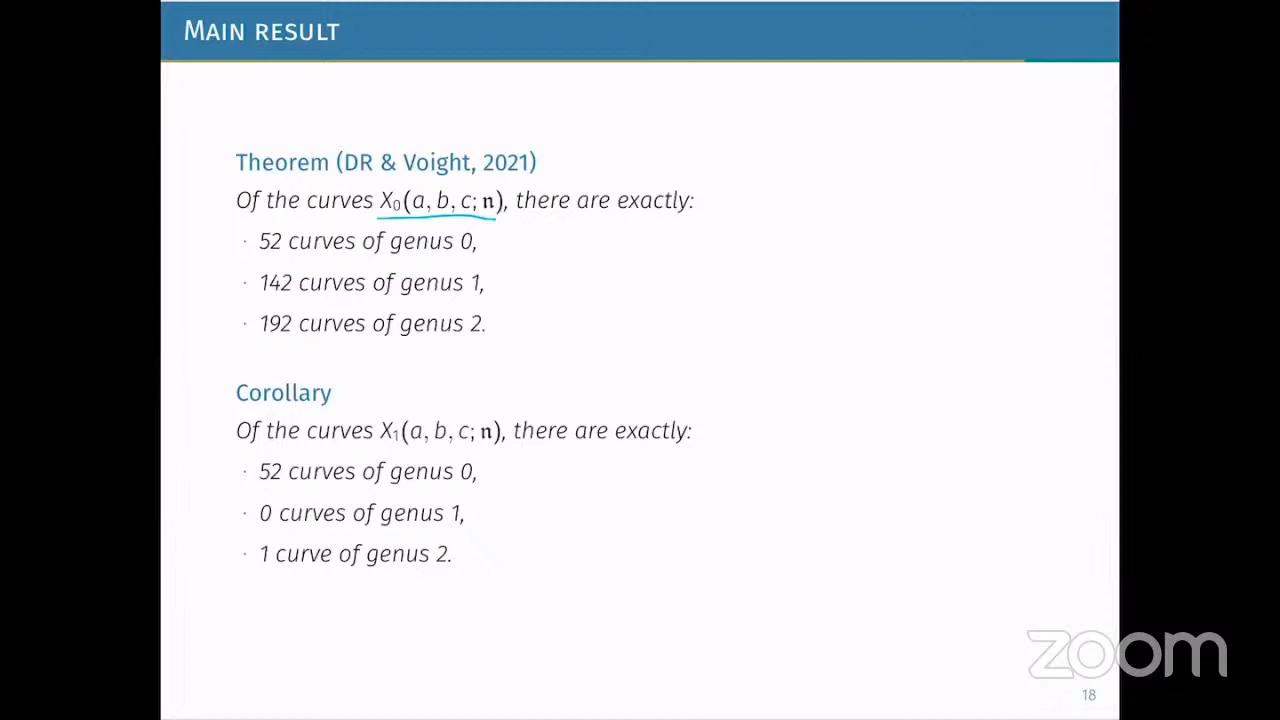 MAIN RESULT
Theorem (DR & Voight, 2021)
Of the curves X₀(a, b, c; 𝔫), there are exactly:
· 52 curves of genus 0,
· 142 curves of genus 1,
· 192 curves of genus 2.
Corollary
Of the curves X₁(a, b, c; 𝔫), there are exactly:
· 52 curves of genus 0,
· 0 curves of genus 1,
· 1 curve of genus 2.
zoom
18